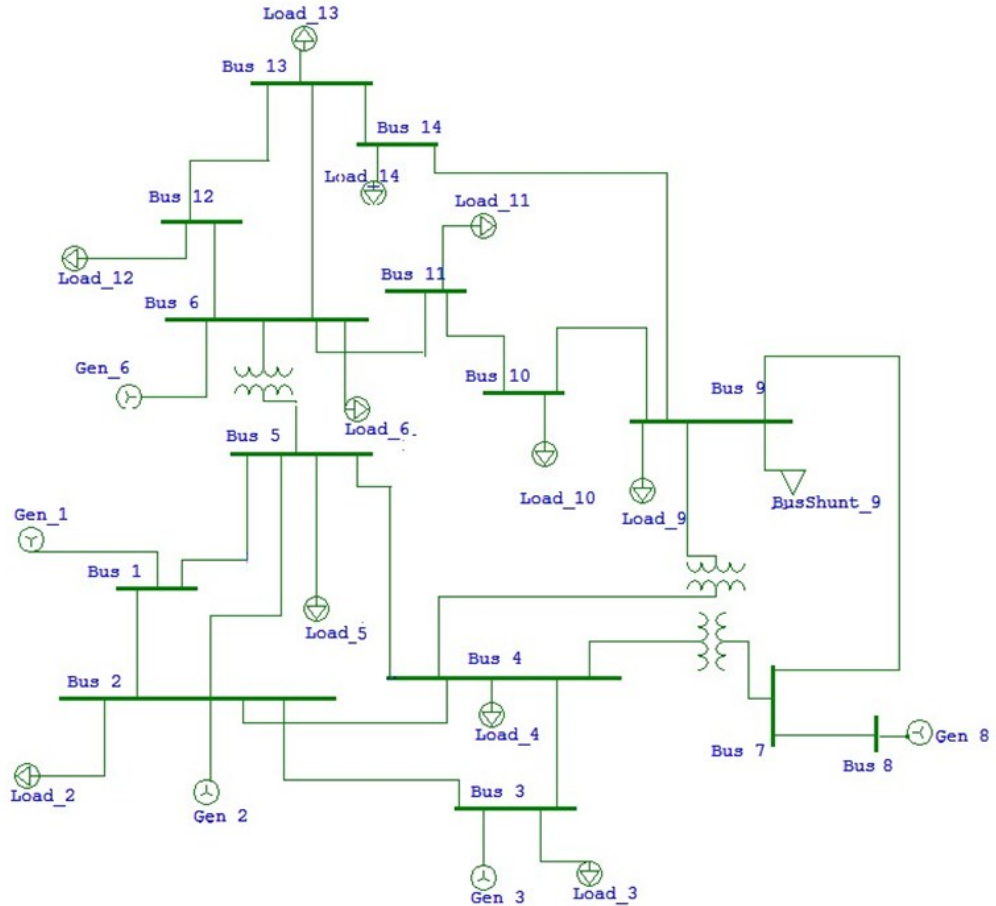 Load_13
Bus 13
Bus 14
Load_14
Bus 12
Load_11
Load_12
Bus 11
Bus 6
Gen_6
Bus 10
Bus 9
Load_6
Bus 5
Load_10
BusShunt_9
Load_9
Gen_1
Bus 1
Load_5
Bus 4
Bus 2
Load_4
Gen 8
Bus 7
Bus 8
Load_2
Bus 3
Gen 2
Gen 3
Load_3